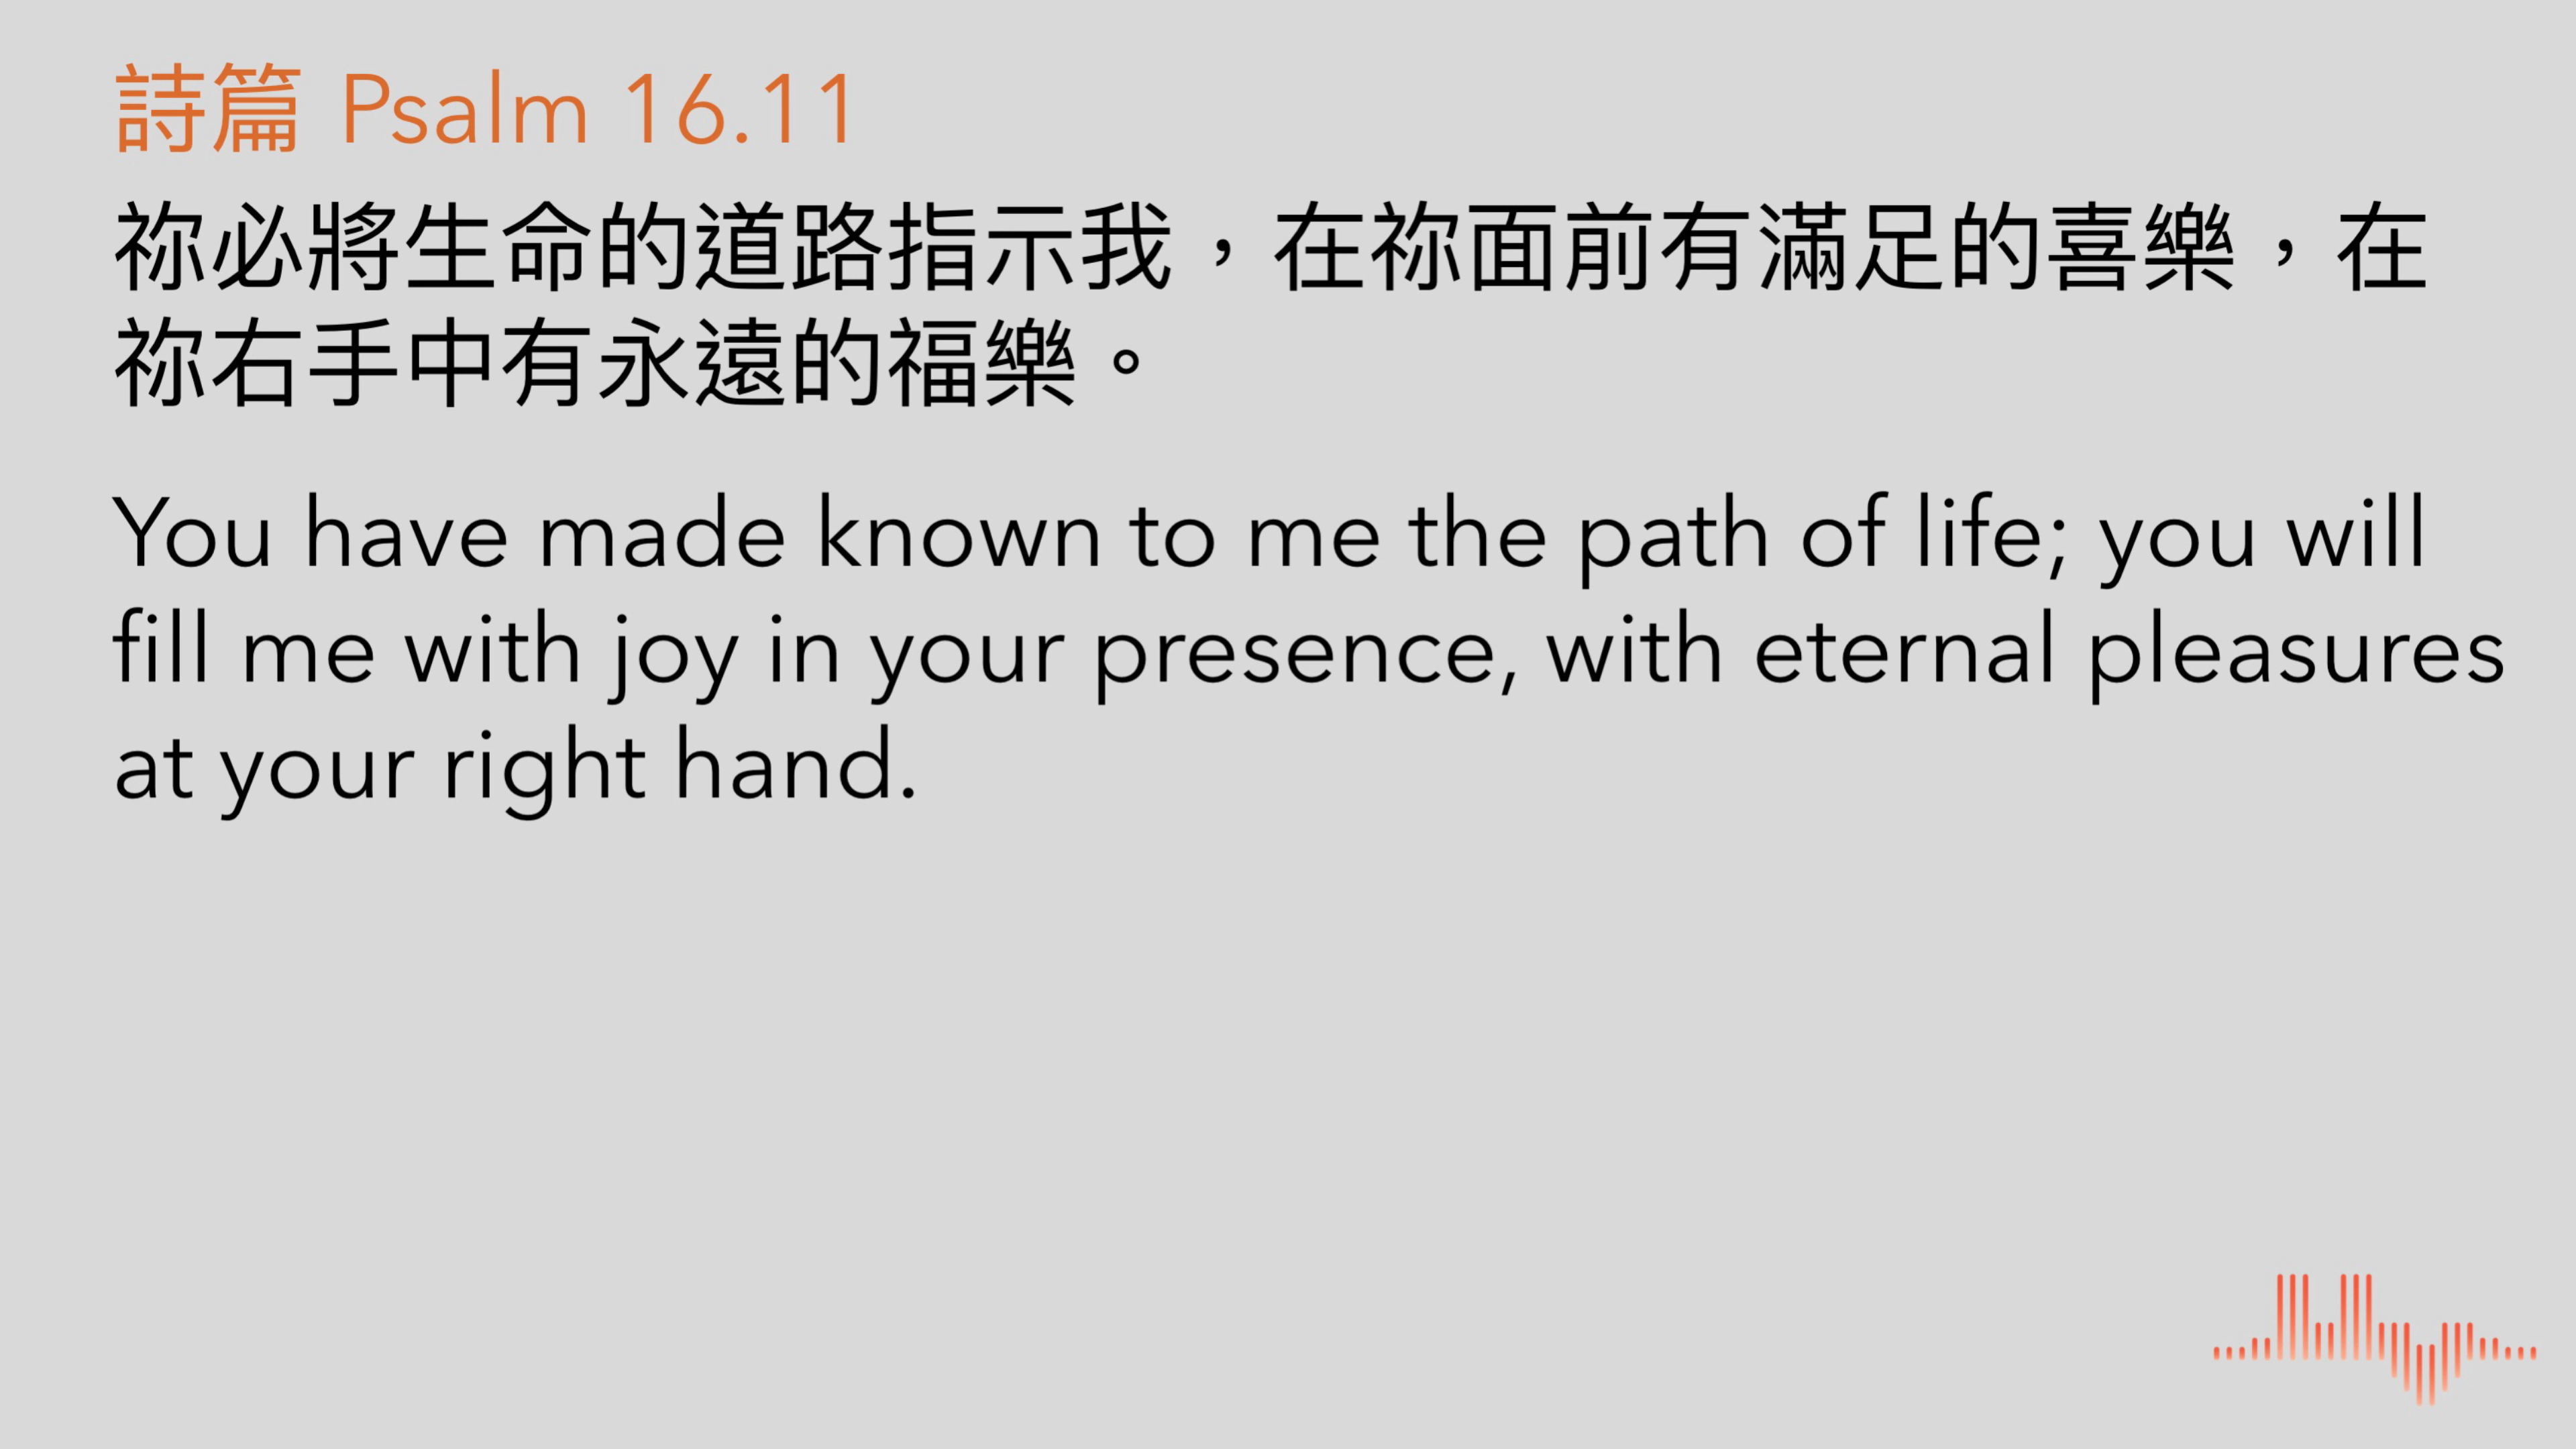 詩篇 Psalm 16.11
祢必將生命的道路指示我，在祢面前有滿足的喜樂，在
祢右手中有永遠的福樂。
You have made known to me the path of life; you will
fill me with joy in your presence, with eternal pleasures
at your right hand.